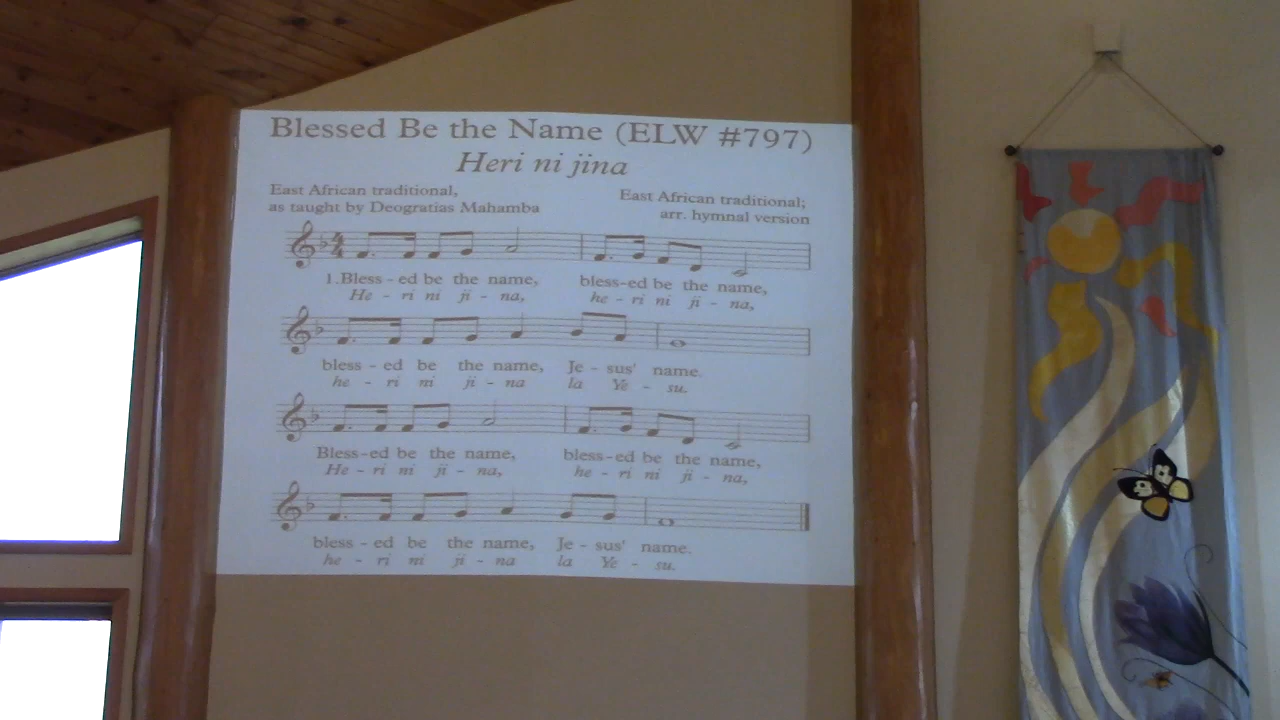 Blessed Be the Name (ELW #797)
Heri ni jina
East African traditional,
as taught by Deogratias Mahamba
East African traditional;
arr. hymnal version
1.Bless - ed be the name, bless-ed be the name,
He - ri ni ji - na, he - ri ni ji - na,
bless - ed be the name, Je - sus' name.
he - ri ni ji - na la Ye - su.
Bless-ed be the name, bless-ed be the name,
He - ri ni ji - na, he - ri ni ji - na,
bless - ed be the name, Je - sus' name.
he - ri ni ji - na la Ye - su.